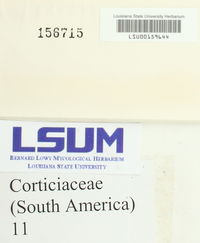 Louisiana State University Herbarium
156715
LSU00159644
LSUM
BERNARD LOWY MYCOLOGICAL HERBARIUM
LOUISIANA STATE UNIVERSITY
Corticiaceae
(South America)
11